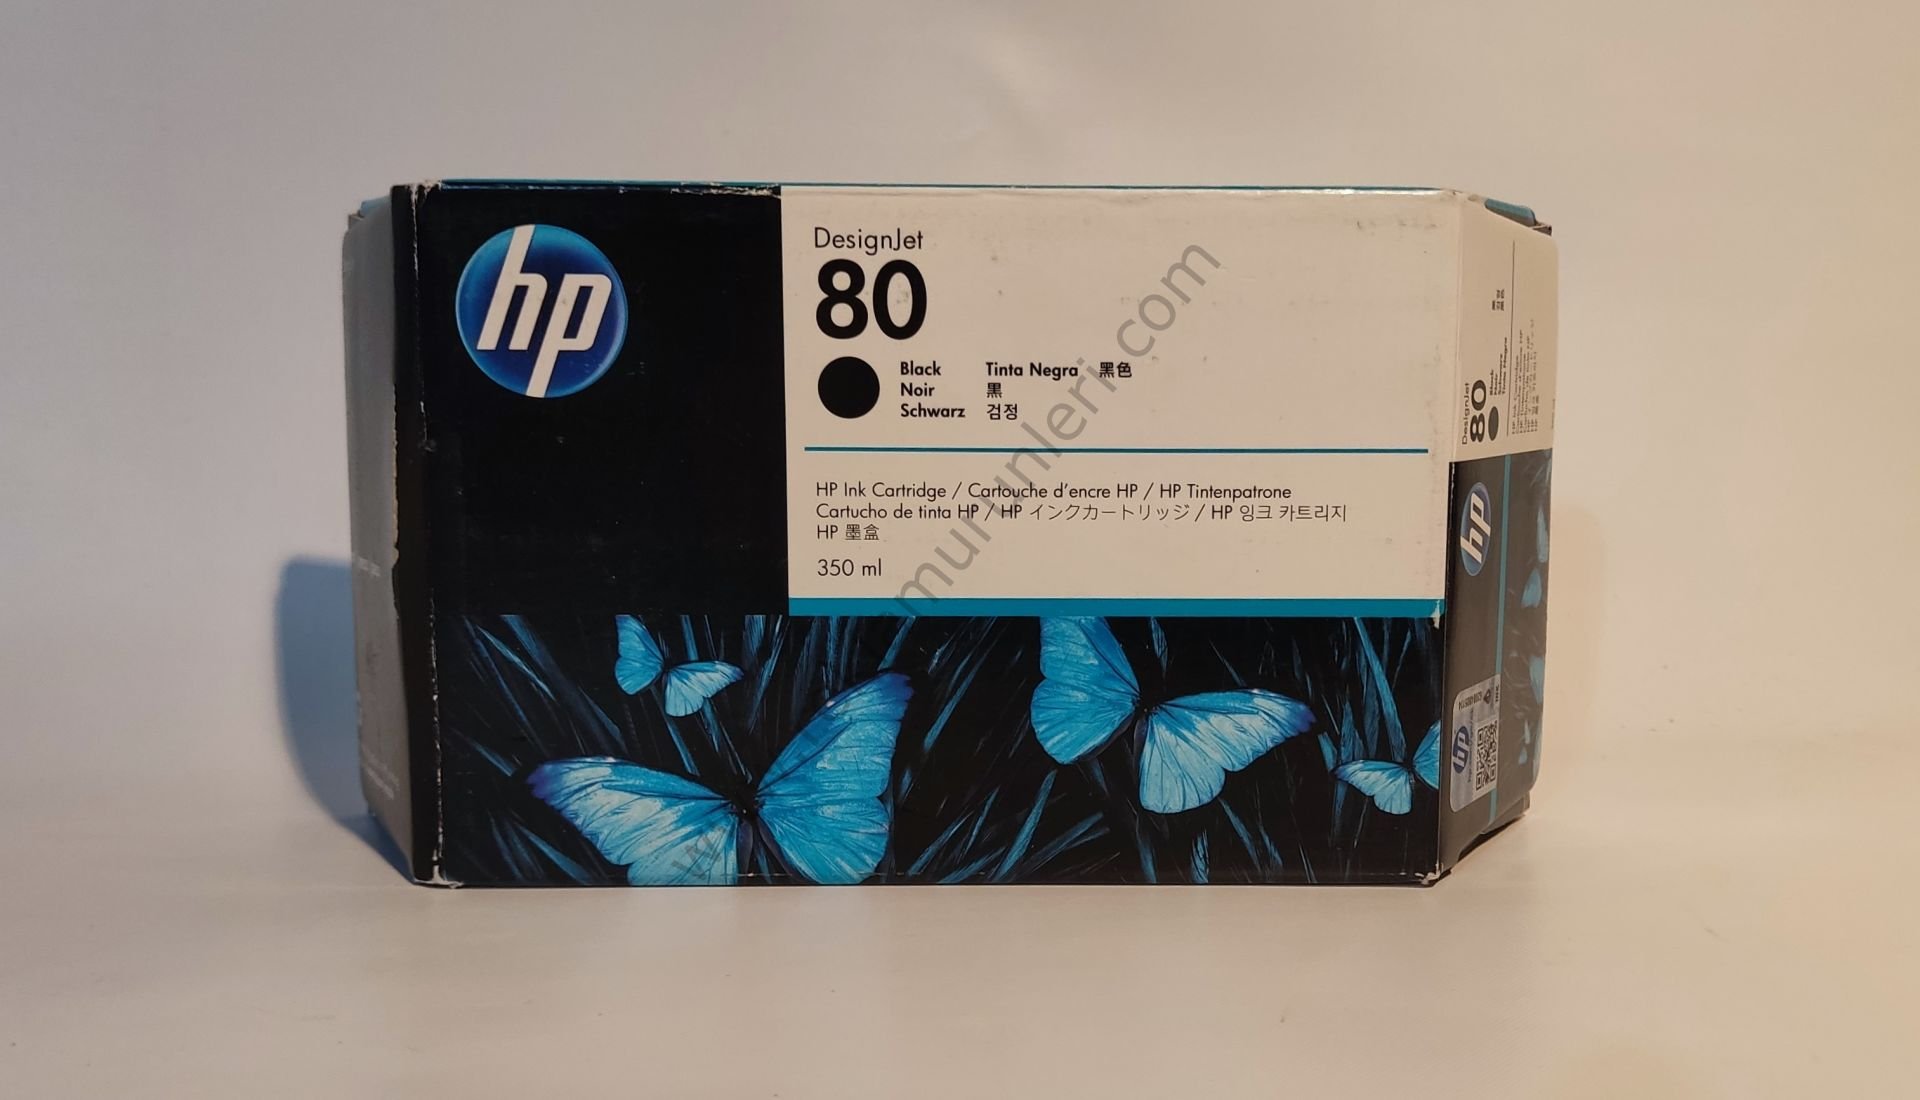 hp
DesignJet
80
Black Tinta Negra 黑色
Noir 黒
Schwarz 검정
HP Ink Cartridge / Cartouche d'encre HP / HP Tintenpatrone
Cartucho de tinta HP / HP インクカートリッジ / HP 잉크 카트리지
HP 墨盒
350 ml
DesignJet
80
hp
hp